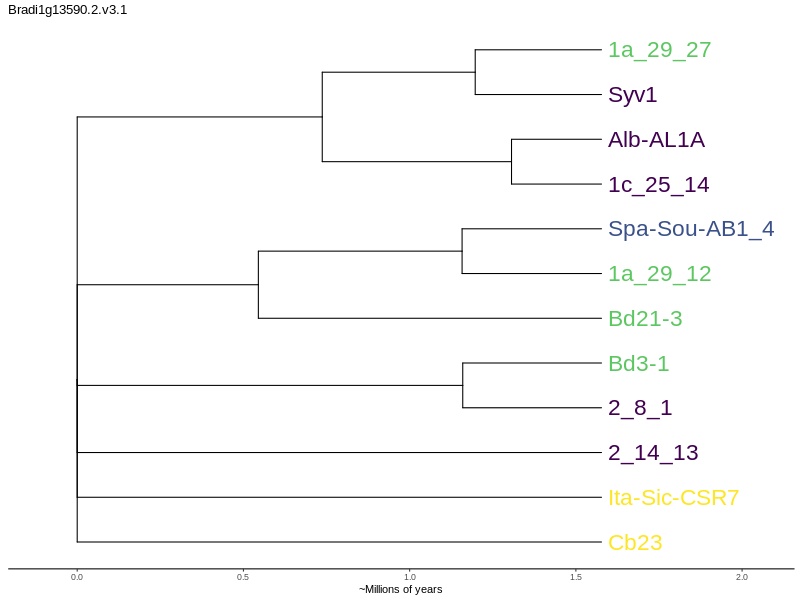 Bradi1g13590.2.v3.1
1a_29_27
Syv1
Alb-AL1A
1c_25_14
Spa-Sou-AB1_4
1a_29_12
Bd21-3
Bd3-1
2_8_1
2_14_13
Ita-Sic-CSR7
Cb23
0.0 0.5 1.0 1.5 2.0
~Millions of years